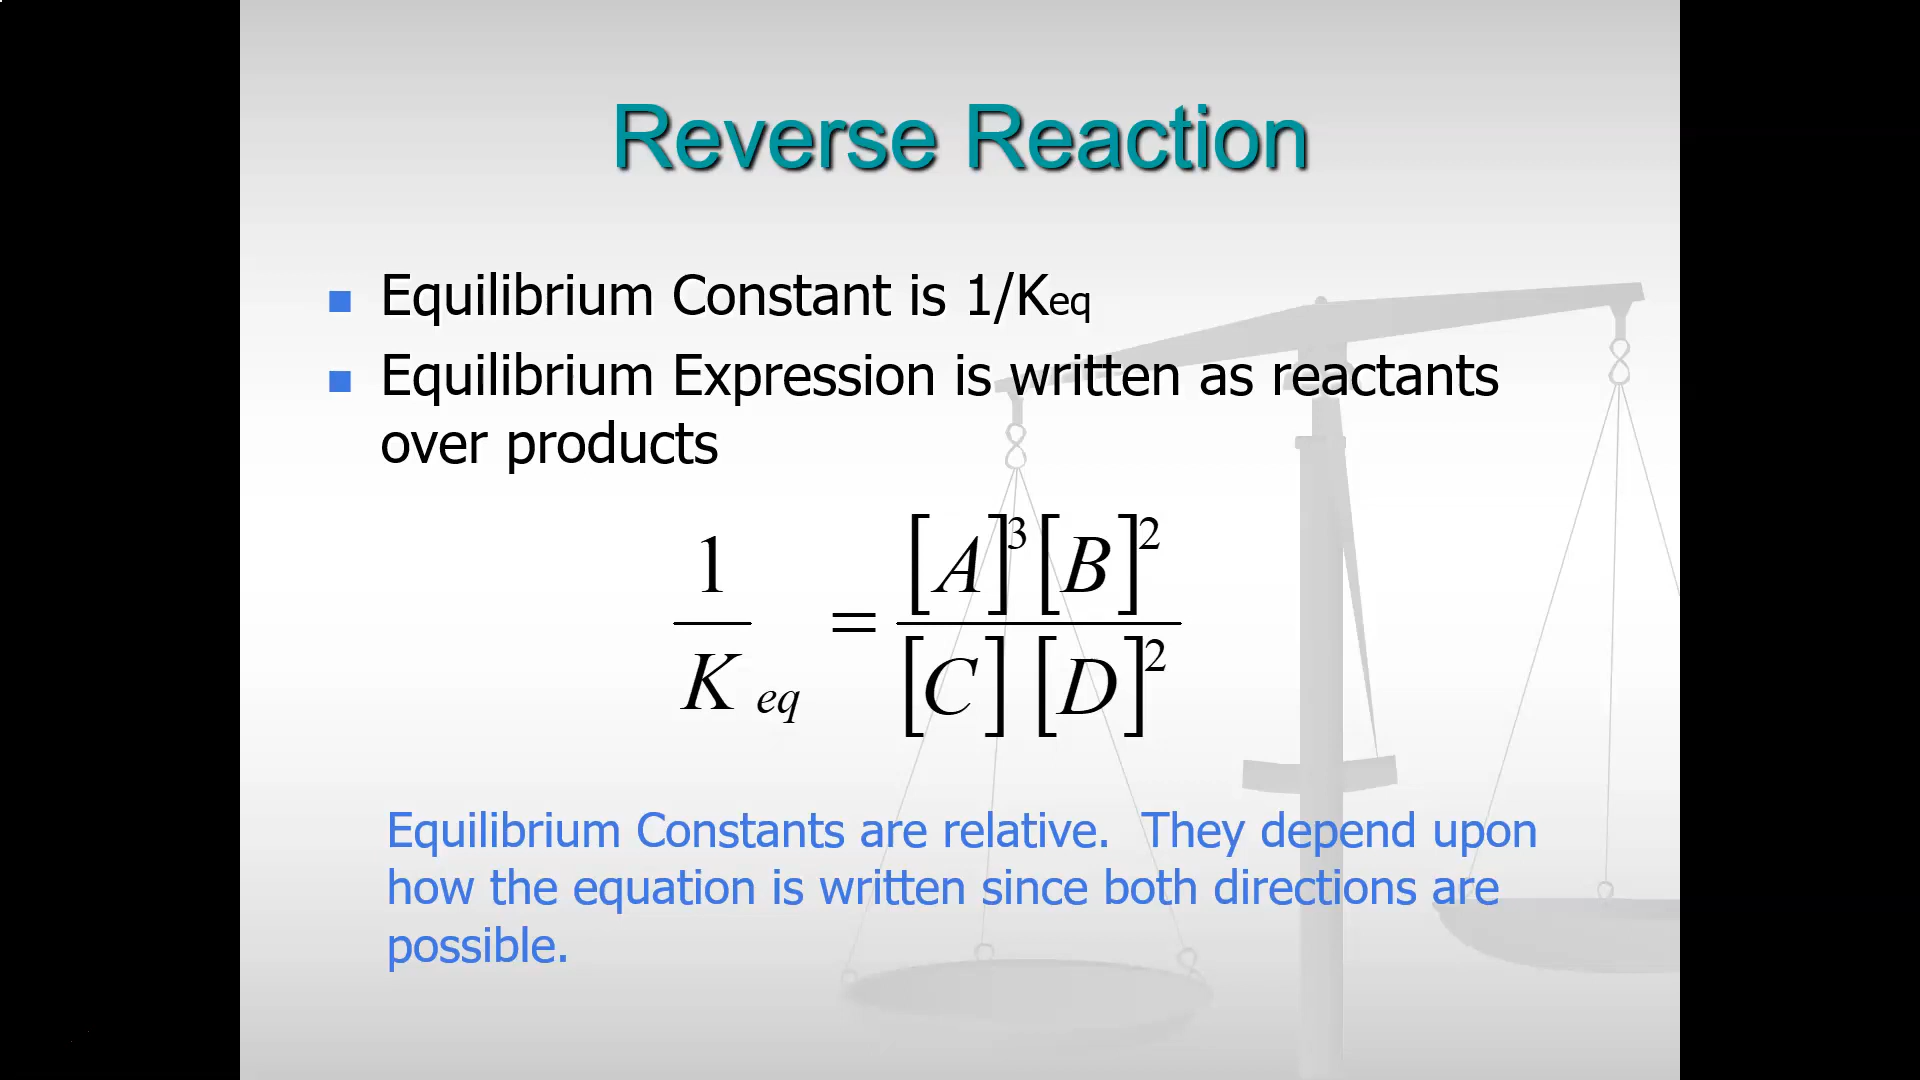 Reverse Reaction
Equilibrium Constant is 1/Keq
Equilibrium Expression is written as reactants
over products
1/K eq = [A]^3 [B]^2 / [C] [D]^2
Equilibrium Constants are relative.  They depend upon
how the equation is written since both directions are
possible.